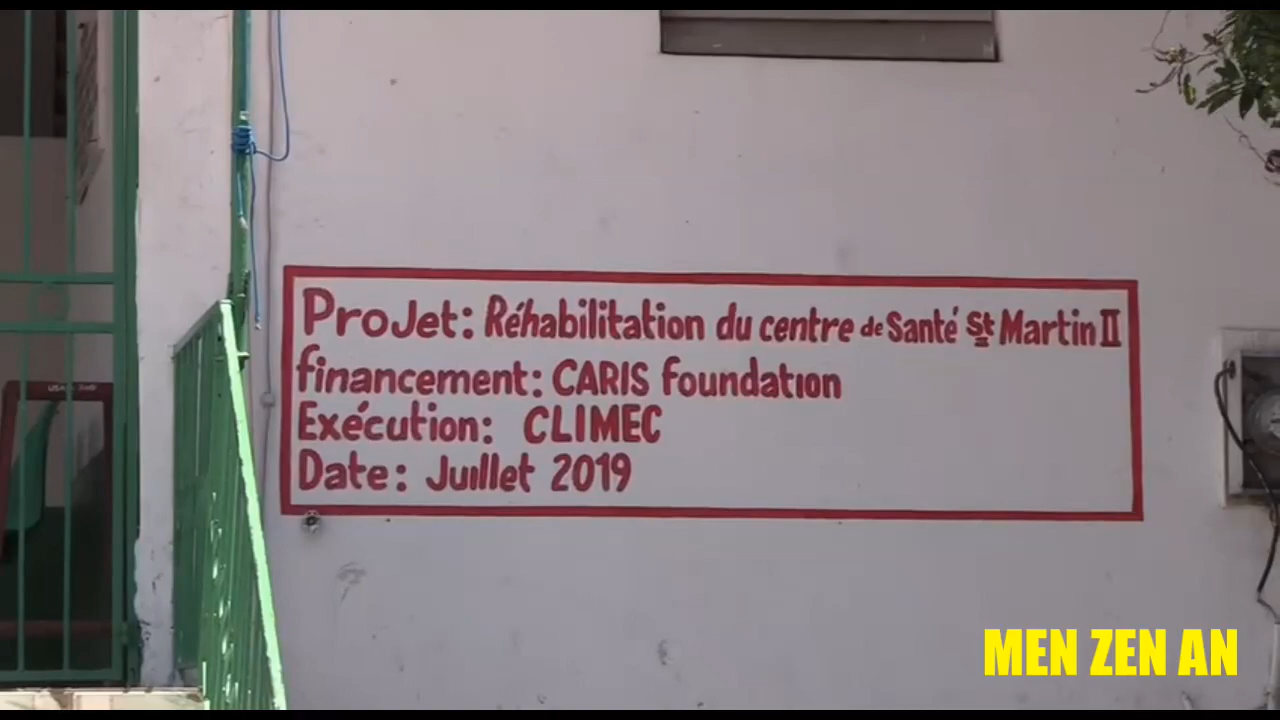 Projet: Réhabilitation du centre de Santé St Martin II
financement: CARIS foundation
Exécution: CLIMEC
Date: Juillet 2019
MEN ZEN AN